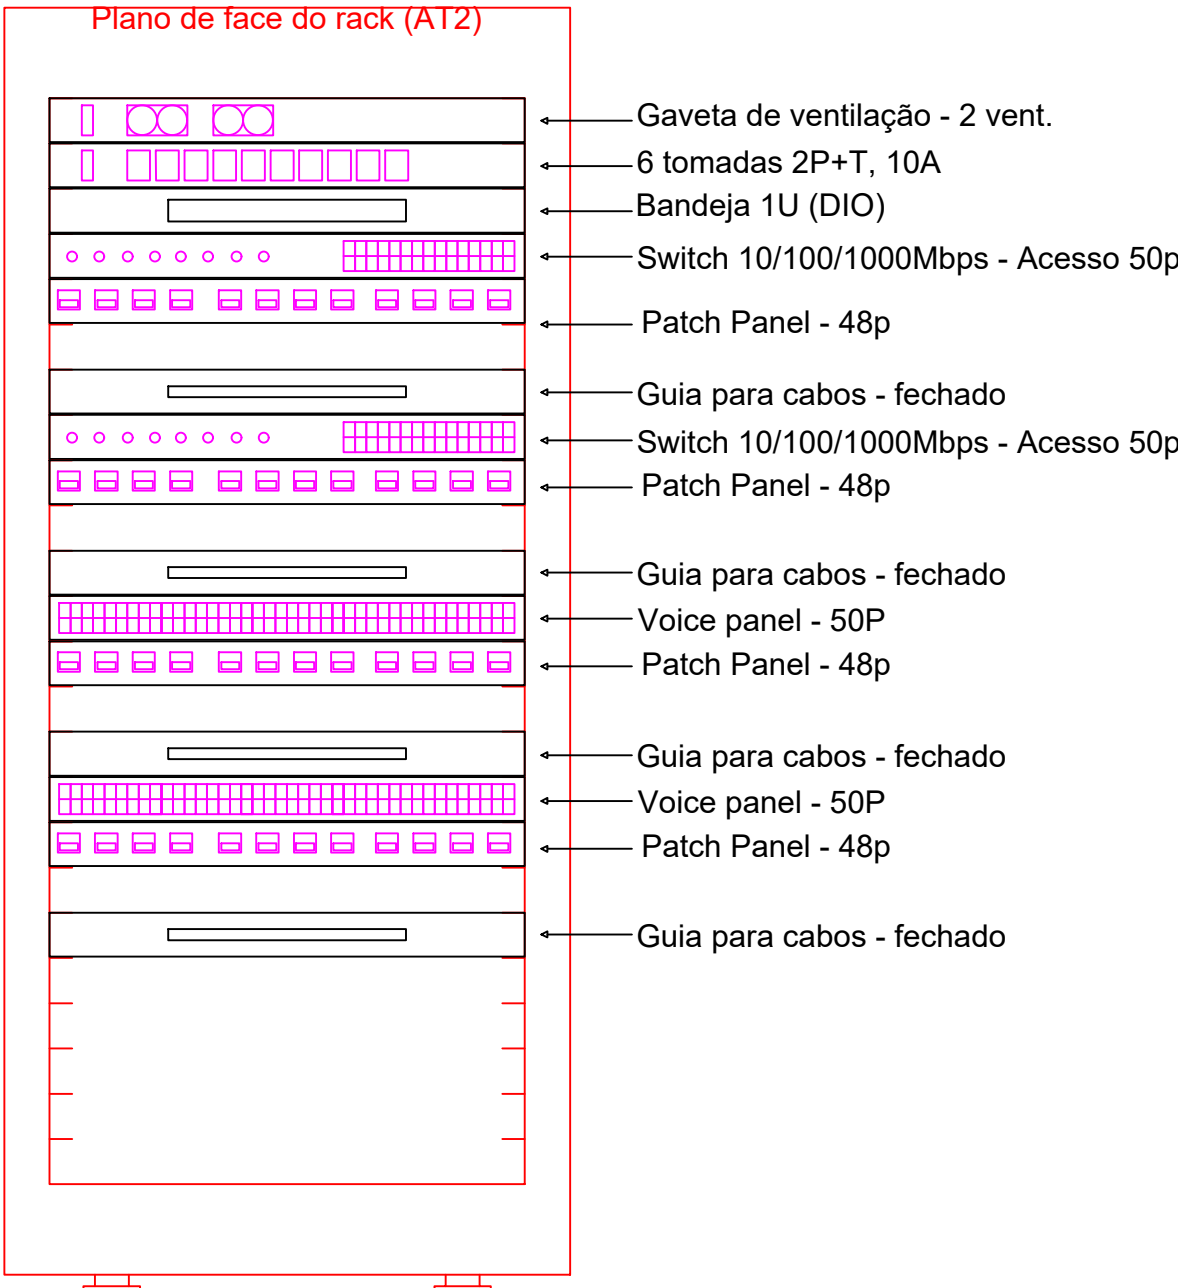 Plano de face do rack (AT2)
Gaveta de ventilação - 2 vent.
6 tomadas 2P+T, 10A
Bandeja 1U (DIO)
Switch 10/100/1000Mbps - Acesso 50p
Patch Panel - 48p
Guia para cabos - fechado
Switch 10/100/1000Mbps - Acesso 50p
Patch Panel - 48p
Guia para cabos - fechado
Voice panel - 50P
Patch Panel - 48p
Guia para cabos - fechado
Voice panel - 50P
Patch Panel - 48p
Guia para cabos - fechado